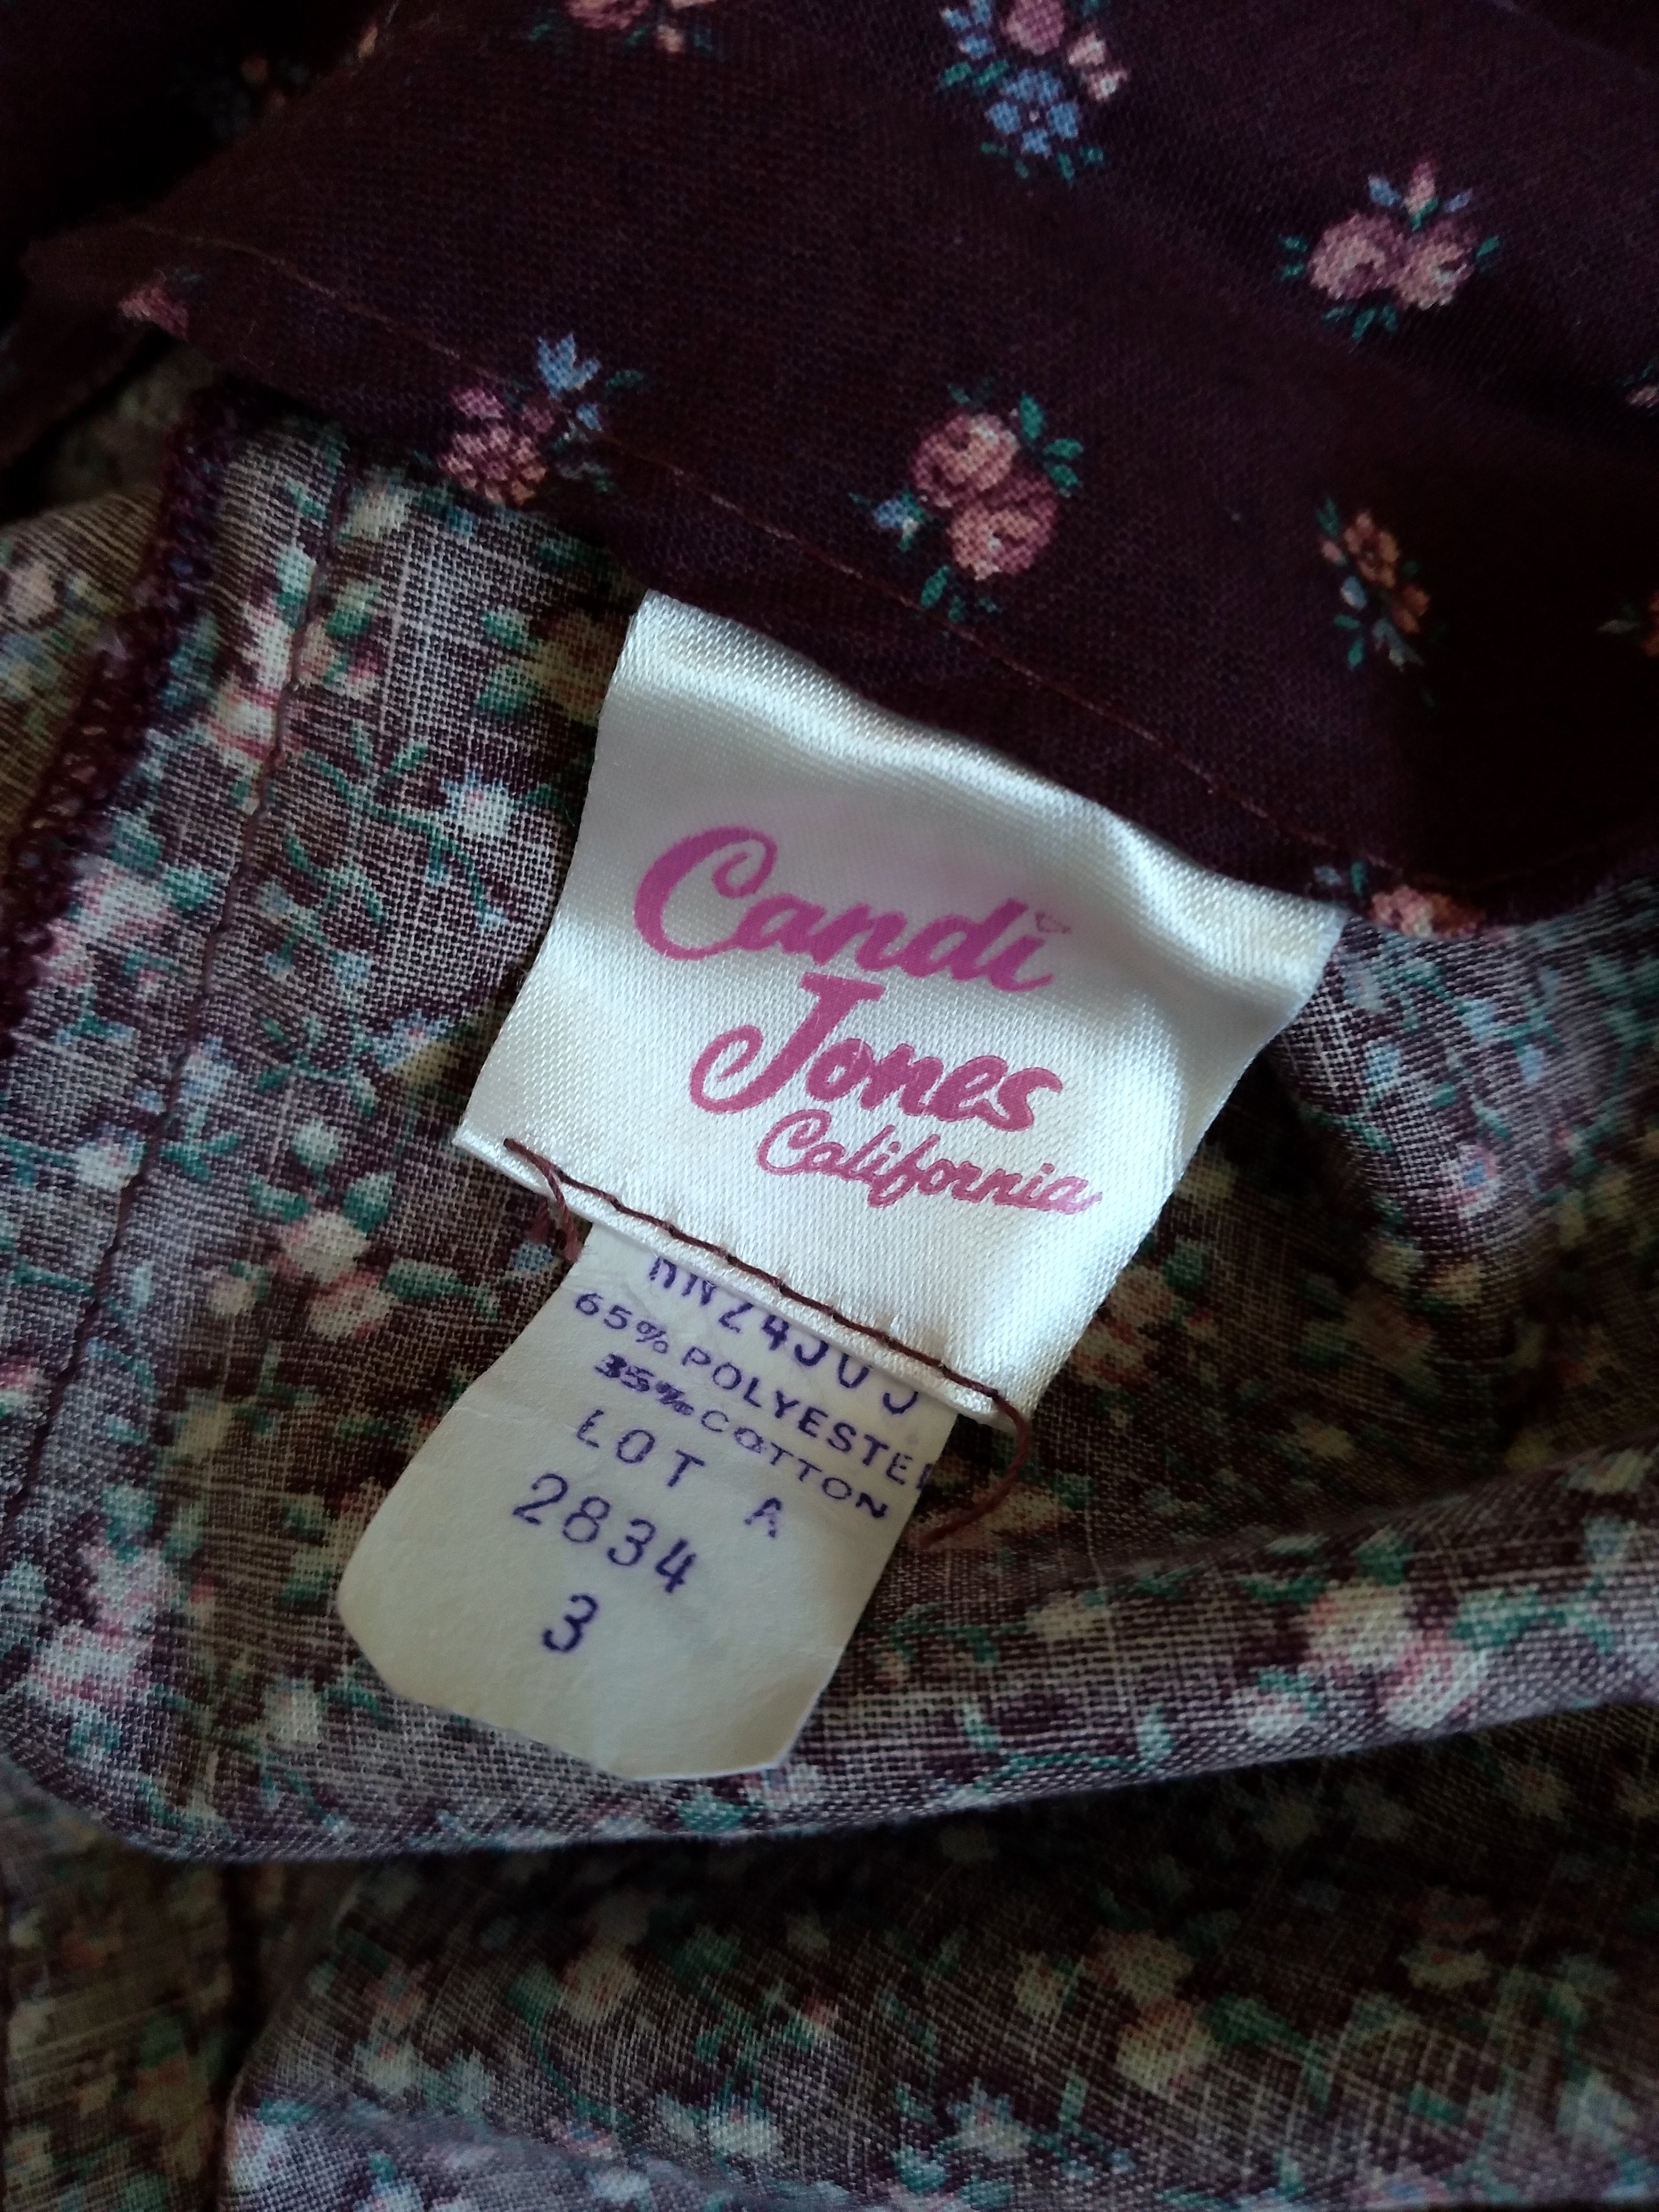 Candi
Jones
California
65% POLYESTER
35% COTTON
LOT A
2834
3